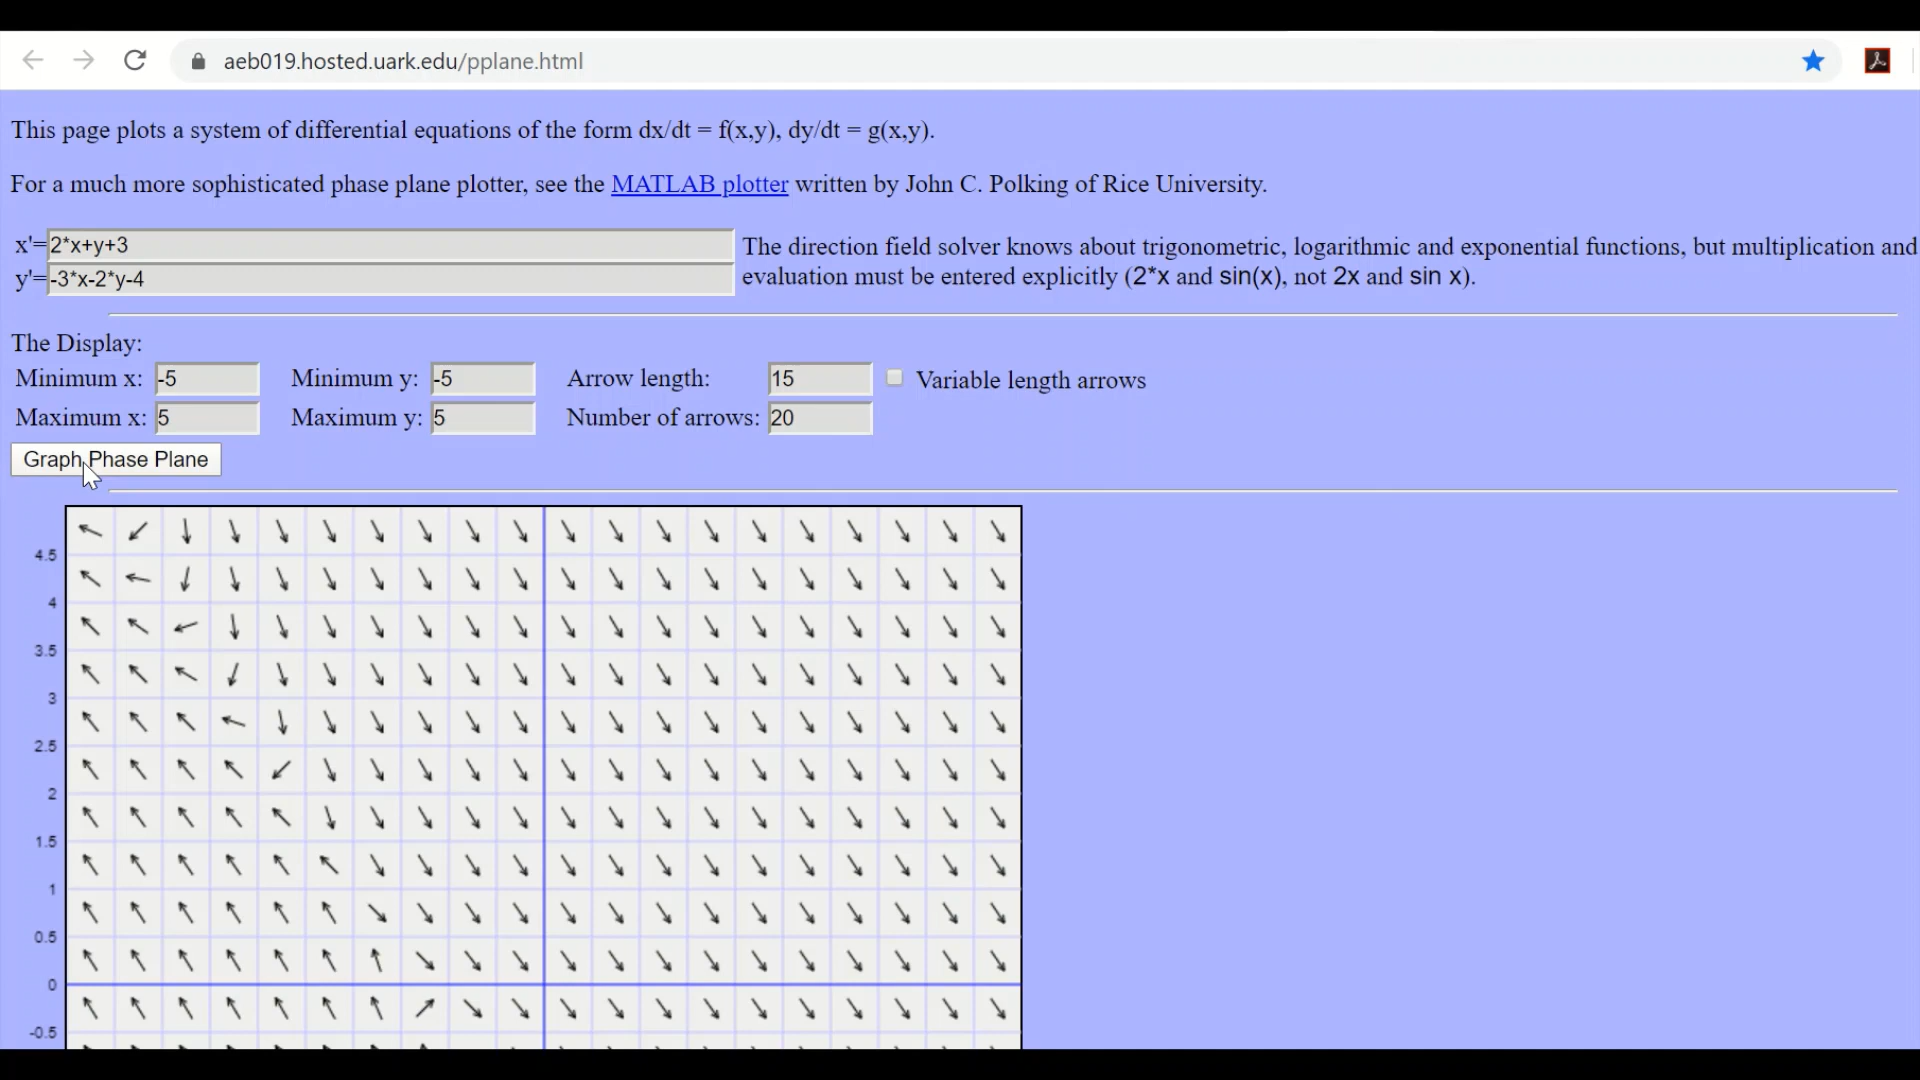 aeb019.hosted.uark.edu/pplane.html
This page plots a system of differential equations of the form dx/dt = f(x,y), dy/dt = g(x,y).
For a much more sophisticated phase plane plotter, see the MATLAB plotter written by John C. Polking of Rice University.
x'= 2*x+y+3
y'= -3*x-2*y-4
The direction field solver knows about trigonometric, logarithmic and exponential functions, but multiplication and
evaluation must be entered explicitly (2*x and sin(x), not 2x and sin x).
The Display:
Minimum x: -5 Minimum y: -5 Arrow length: 15 Variable length arrows
Maximum x: 5 Maximum y: 5 Number of arrows: 20
Graph Phase Plane
4.5
4
3.5
3
2.5
2
1.5
1
0.5
0
-0.5